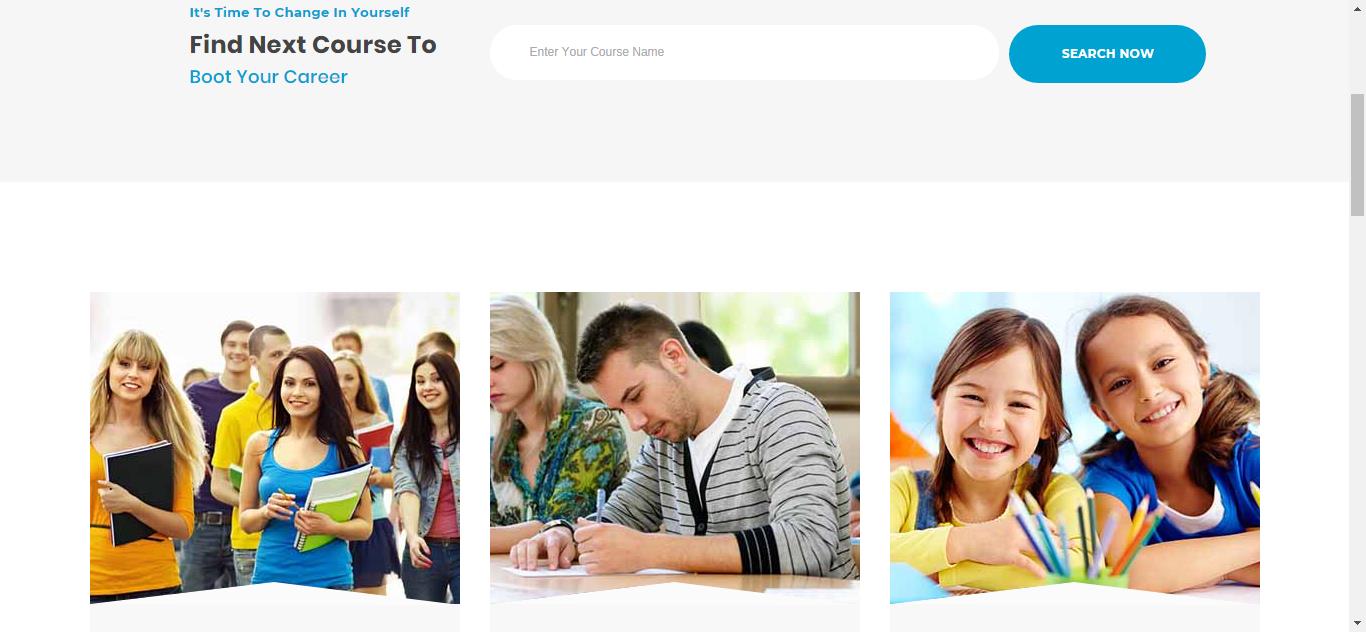 It's Time To Change In Yourself
Find Next Course To
Boot Your Career
Enter Your Course Name
SEARCH NOW